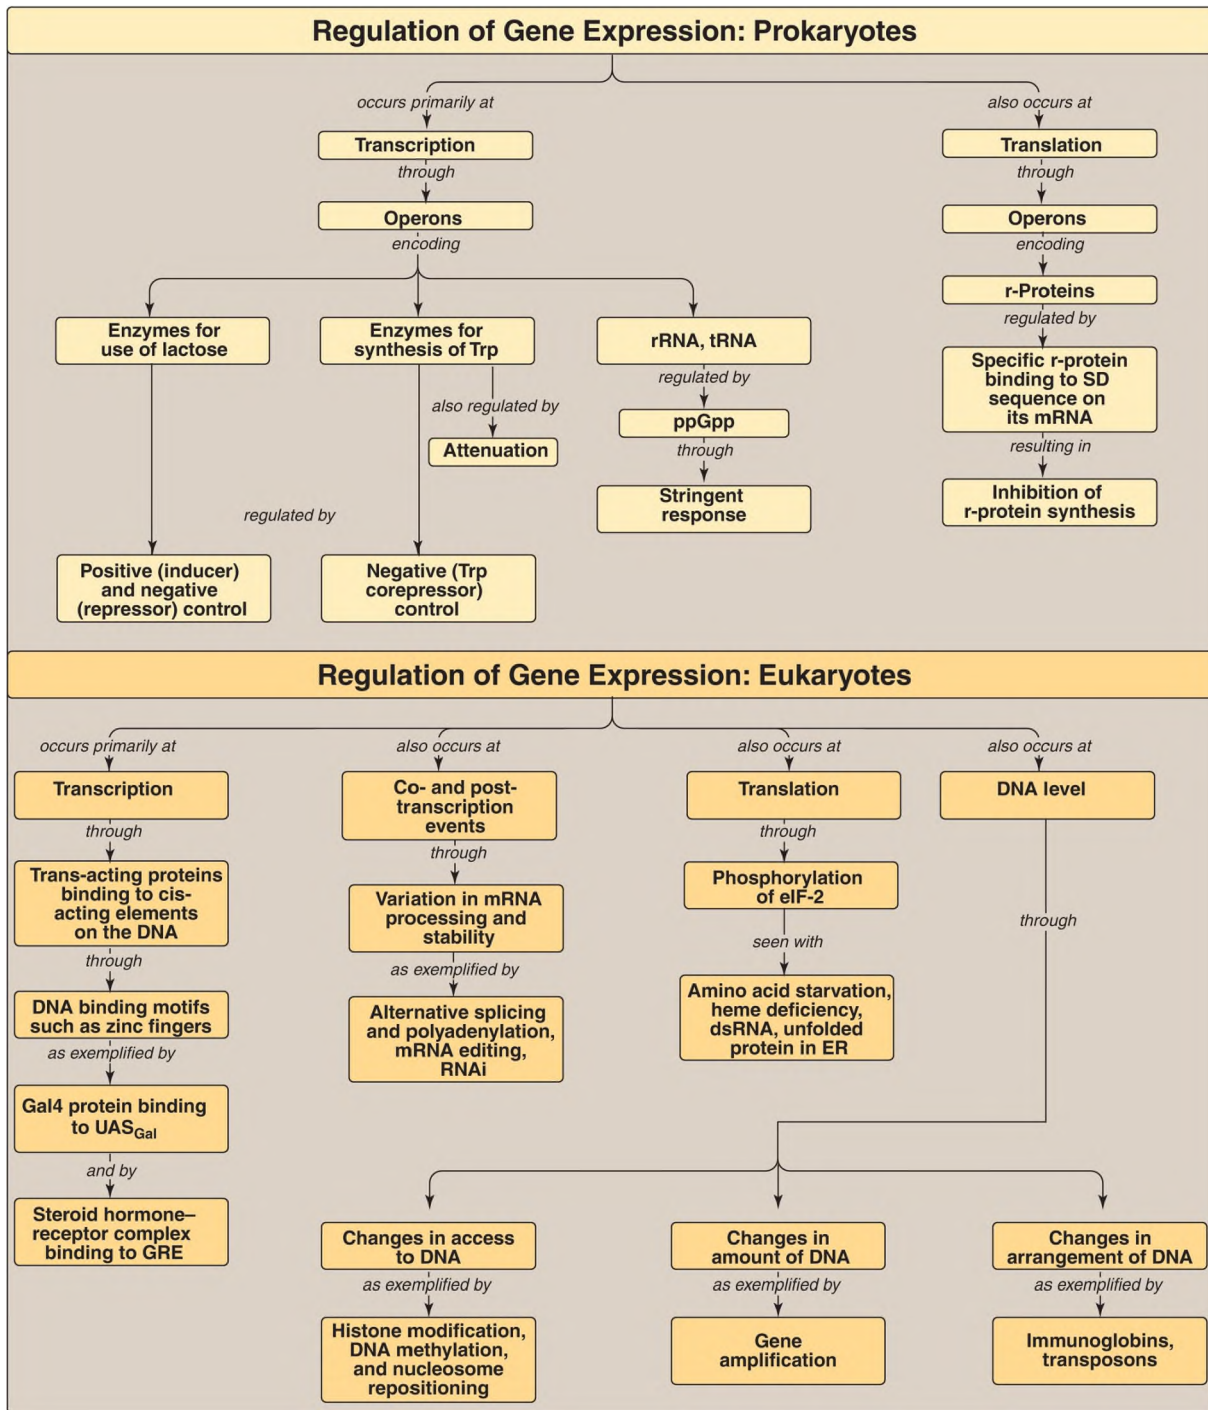 Regulation of Gene Expression: Prokaryotes
occurs primarily at
Transcription
through
Operons
encoding
Enzymes for
use of lactose
Enzymes for
synthesis of Trp
also regulated by
Attenuation
rRNA, tRNA
regulated by
ppGpp
through
Stringent
response
regulated by
Positive (inducer)
and negative
(repressor) control
Negative (Trp
corepressor)
control
also occurs at
Translation
through
Operons
encoding
r-Proteins
regulated by
Specific r-protein
binding to SD
sequence on
its mRNA
resulting in
Inhibition of
r-protein synthesis
Regulation of Gene Expression: Eukaryotes
occurs primarily at
Transcription
through
Trans-acting proteins
binding to cis-
acting elements
on the DNA
through
DNA binding motifs
such as zinc fingers
as exemplified by
Gal4 protein binding
to UASGal
and by
Steroid hormone–
receptor complex
binding to GRE
also occurs at
Co- and post-
transcription
events
through
Variation in mRNA
processing and
stability
as exemplified by
Alternative splicing
and polyadenylation,
mRNA editing,
RNAi
also occurs at
Translation
through
Phosphorylation
of eIF-2
seen with
Amino acid starvation,
heme deficiency,
dsRNA, unfolded
protein in ER
also occurs at
DNA level
through
Changes in access
to DNA
as exemplified by
Histone modification,
DNA methylation,
and nucleosome
repositioning
Changes in
amount of DNA
as exemplified by
Gene
amplification
Changes in
arrangement of DNA
as exemplified by
Immunoglobins,
transposons